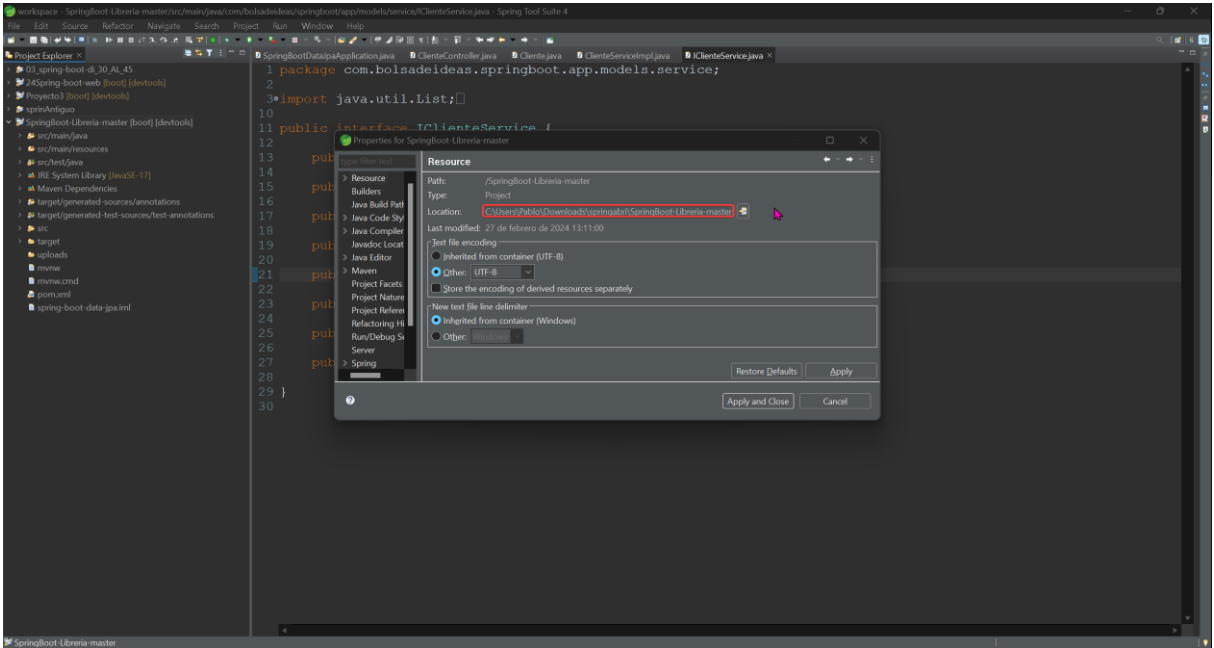 workspace - SpringBoot-Libreria-master/src/main/java/com/bolsadeideas/springboot/app/models/service/IClienteService.java - Spring Tool Suite 4
File Edit Source Refactor Navigate Search Project Run Window Help
Project Explorer ×
SpringBootDataJpaApplication.java ClienteController.java Cliente.java ClienteServiceImpl.java IClienteService.java ×
03_spring-boot-di_30_AL_45
24Spring-boot-web [boot] [devtools]
Proyecto3 [boot] [devtools]
sprinAntiguo
SpringBoot-Libreria-master [boot] [devtools]
src/main/java
src/main/resources
src/test/java
JRE System Library [JavaSE-17]
Maven Dependencies
target/generated-sources/annotations
target/generated-test-sources/test-annotations
src
target
uploads
mvnw
mvnw.cmd
pom.xml
spring-boot-data-jpa.iml
1 package com.bolsadeideas.springboot.app.models.service;
2
3 import java.util.List;
10
11 public interface IClienteService {
12
13 pub
14
15 pub
16
17 pub
18
19 pub
20
21 pub
22
23 pub
24
25 pub
26
27 pub
28
29 }
30
Properties for SpringBoot-Libreria-master
type filter text
Resource
Builders
Java Build Path
Java Code Styl
Java Compiler
Javadoc Locat
Java Editor
Maven
Project Facets
Project Nature
Project Referen
Refactoring Hi
Run/Debug Se
Server
Spring
Resource
Path: /SpringBoot-Libreria-master
Type: Project
Location: C:\Users\Pablo\Downloads\springabril\SpringBoot-Libreria-master
Last modified: 27 de febrero de 2024 13:11:00
Text file encoding
Inherited from container (UTF-8)
Other: UTF-8
Store the encoding of derived resources separately
New text file line delimiter
Inherited from container (Windows)
Other: Windows
Restore Defaults Apply
Apply and Close Cancel
SpringBoot-Libreria-master